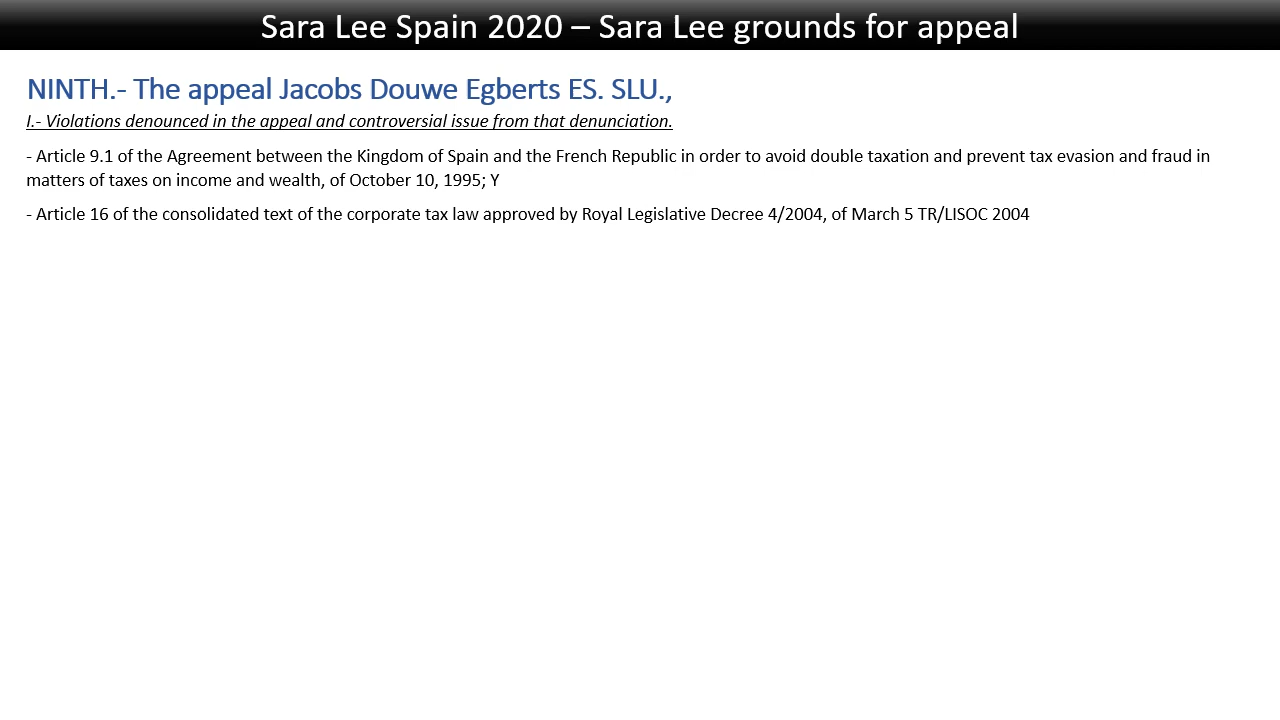 Sara Lee Spain 2020 – Sara Lee grounds for appeal
NINTH.- The appeal Jacobs Douwe Egberts ES. SLU.,
I.- Violations denounced in the appeal and controversial issue from that denunciation.
- Article 9.1 of the Agreement between the Kingdom of Spain and the French Republic in order to avoid double taxation and prevent tax evasion and fraud in
matters of taxes on income and wealth, of October 10, 1995; Y
- Article 16 of the consolidated text of the corporate tax law approved by Royal Legislative Decree 4/2004, of March 5 TR/LISOC 2004